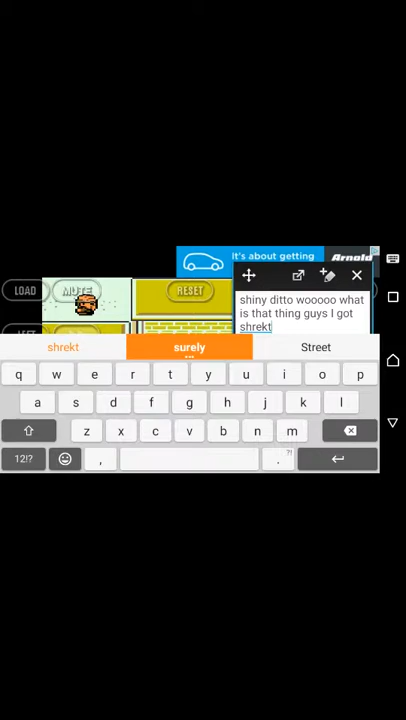 It's about getting
Arnold
LOAD
MUTE
RESET
shiny ditto wooooo what
is that thing guys I got
shrekt
shrekt surely Street
q w e r t y u i o p
a s d f g h j k l
z x c v b n m
12!? , . ?!